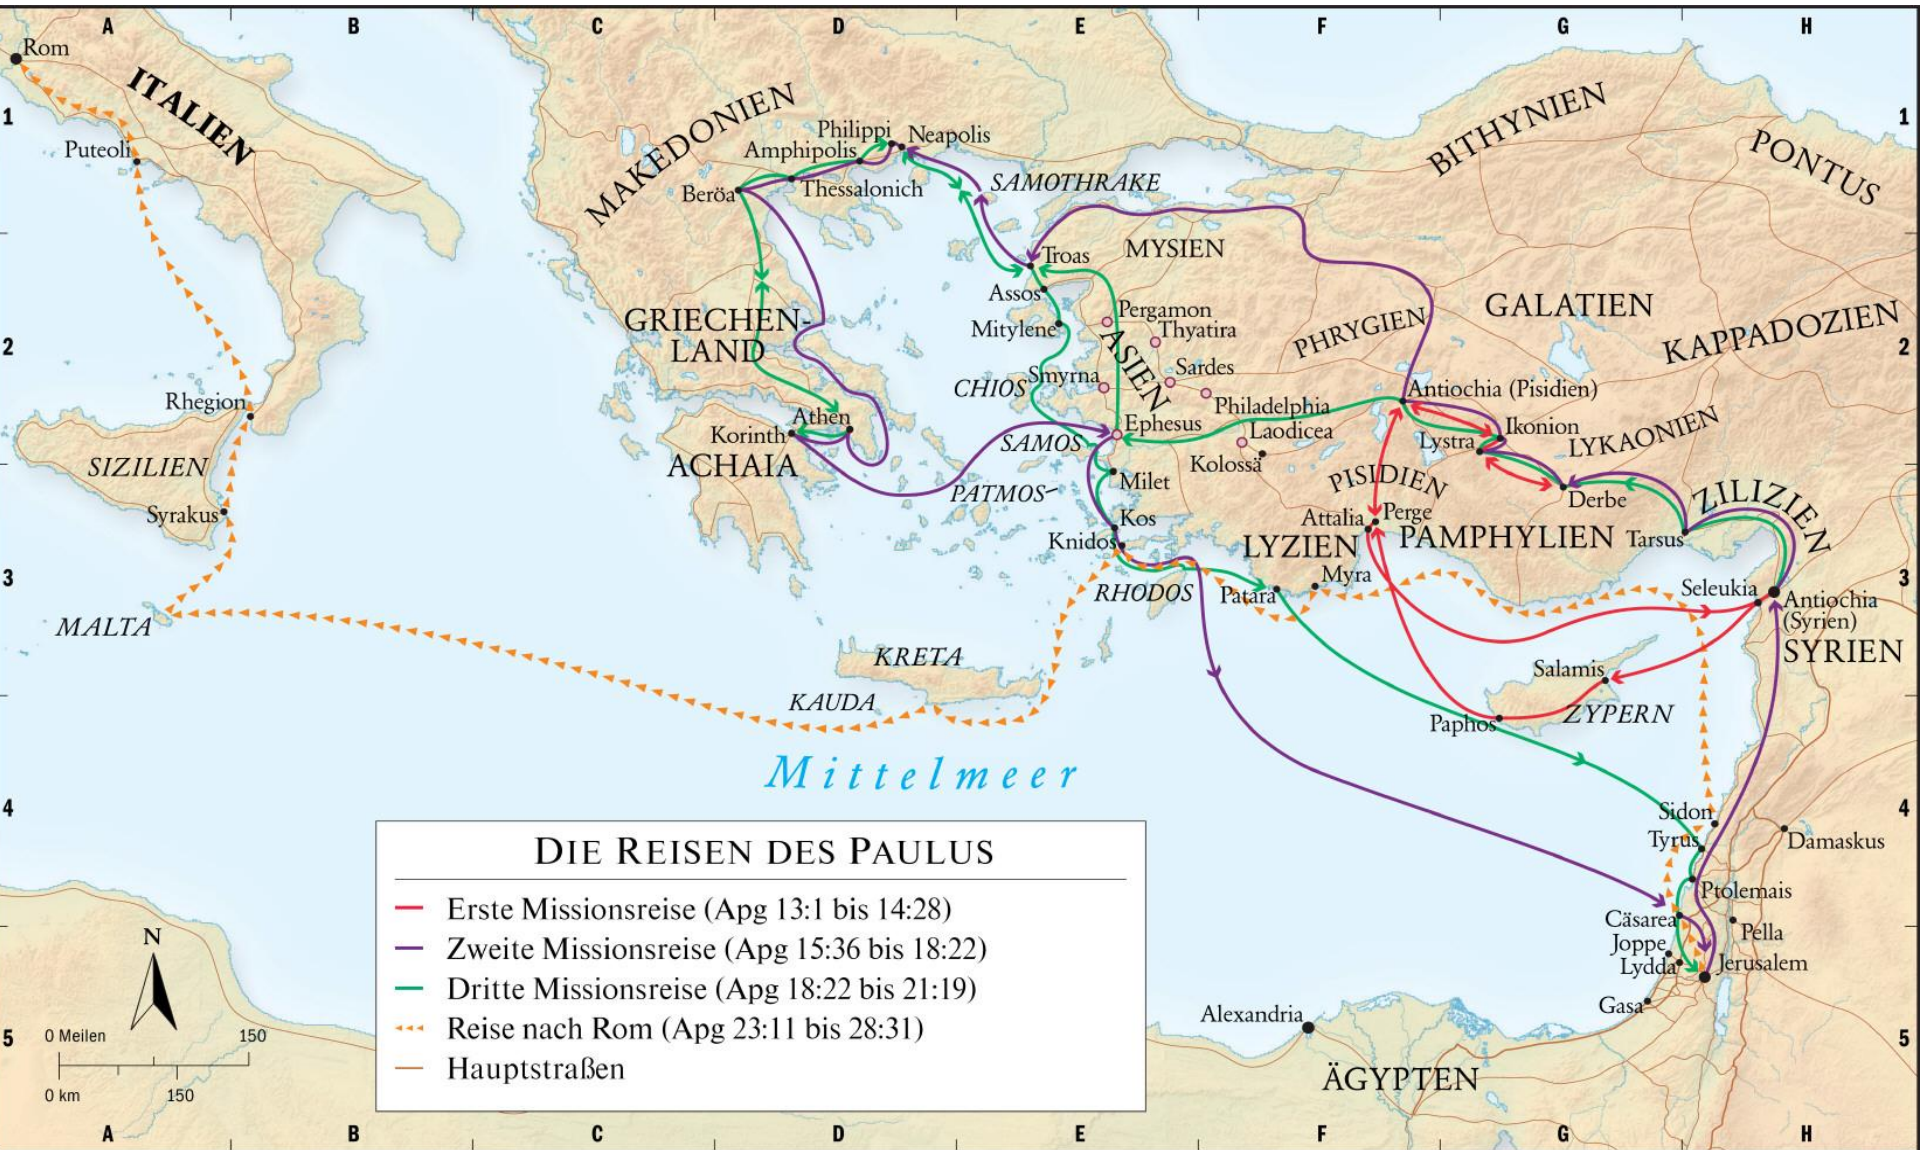 A B C D E F G H
Rom
ITALIEN
1
1
Puteoli
MAKEDONIEN
Philippi
Neapolis
Amphipolis
Beröa
Thessalonich
SAMOTHRAKE
BITHYNIEN
PONTUS
Troas
MYSIEN
Assos
Mitylene
Pergamon
Thyatira
ASIEN
GRIECHEN-
LAND
PHRYGIEN
GALATIEN
KAPPADOZIEN
2
2
Rhegion
CHIOS
Smyrna
Sardes
Philadelphia
Antiochia (Pisidien)
Athen
Korinth
ACHAIA
SAMOS
Ephesus
Laodicea
Kolossä
Lystra
Ikonion
LYKAONIEN
SIZILIEN
Syrakus
PATMOS
Milet
PISIDIEN
Derbe
ZILIZIEN
Kos
Knidos
Attalia
Perge
LYZIEN
PAMPHYLIEN
Tarsus
3
3
MALTA
RHODOS
Patara
Myra
Seleukia
Antiochia
(Syrien)
SYRIEN
KRETA
KAUDA
Salamis
Paphos
ZYPERN
Mittelmeer
4
4
Sidon
Tyrus
Damaskus
Ptolemais
Cäsarea
Pella
Joppe
Lydda
Jerusalem
Gasa
Alexandria
ÄGYPTEN
5
5
DIE REISEN DES PAULUS
Erste Missionsreise (Apg 13:1 bis 14:28)
Zweite Missionsreise (Apg 15:36 bis 18:22)
Dritte Missionsreise (Apg 18:22 bis 21:19)
Reise nach Rom (Apg 23:11 bis 28:31)
Hauptstraßen
N
0 Meilen 150
0 km 150
A B C D E F G H